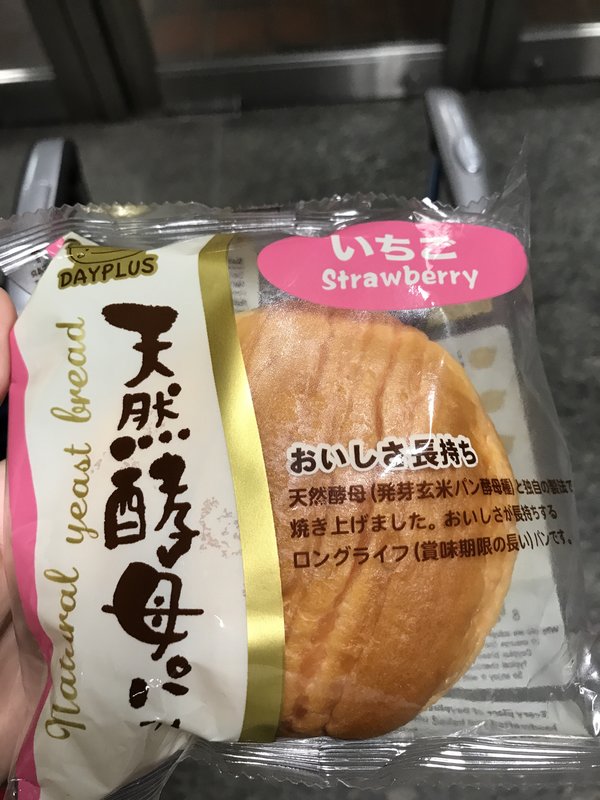 いちご
Strawberry
DAYPLUS
天然酵母パン
Natural yeast bread
おいしさ長持ち
天然酵母(発芽玄米パン酵母種)と独自の製法で
焼き上げました。おいしさが長持ちする
ロングライフ(賞味期限の長い)パンです。